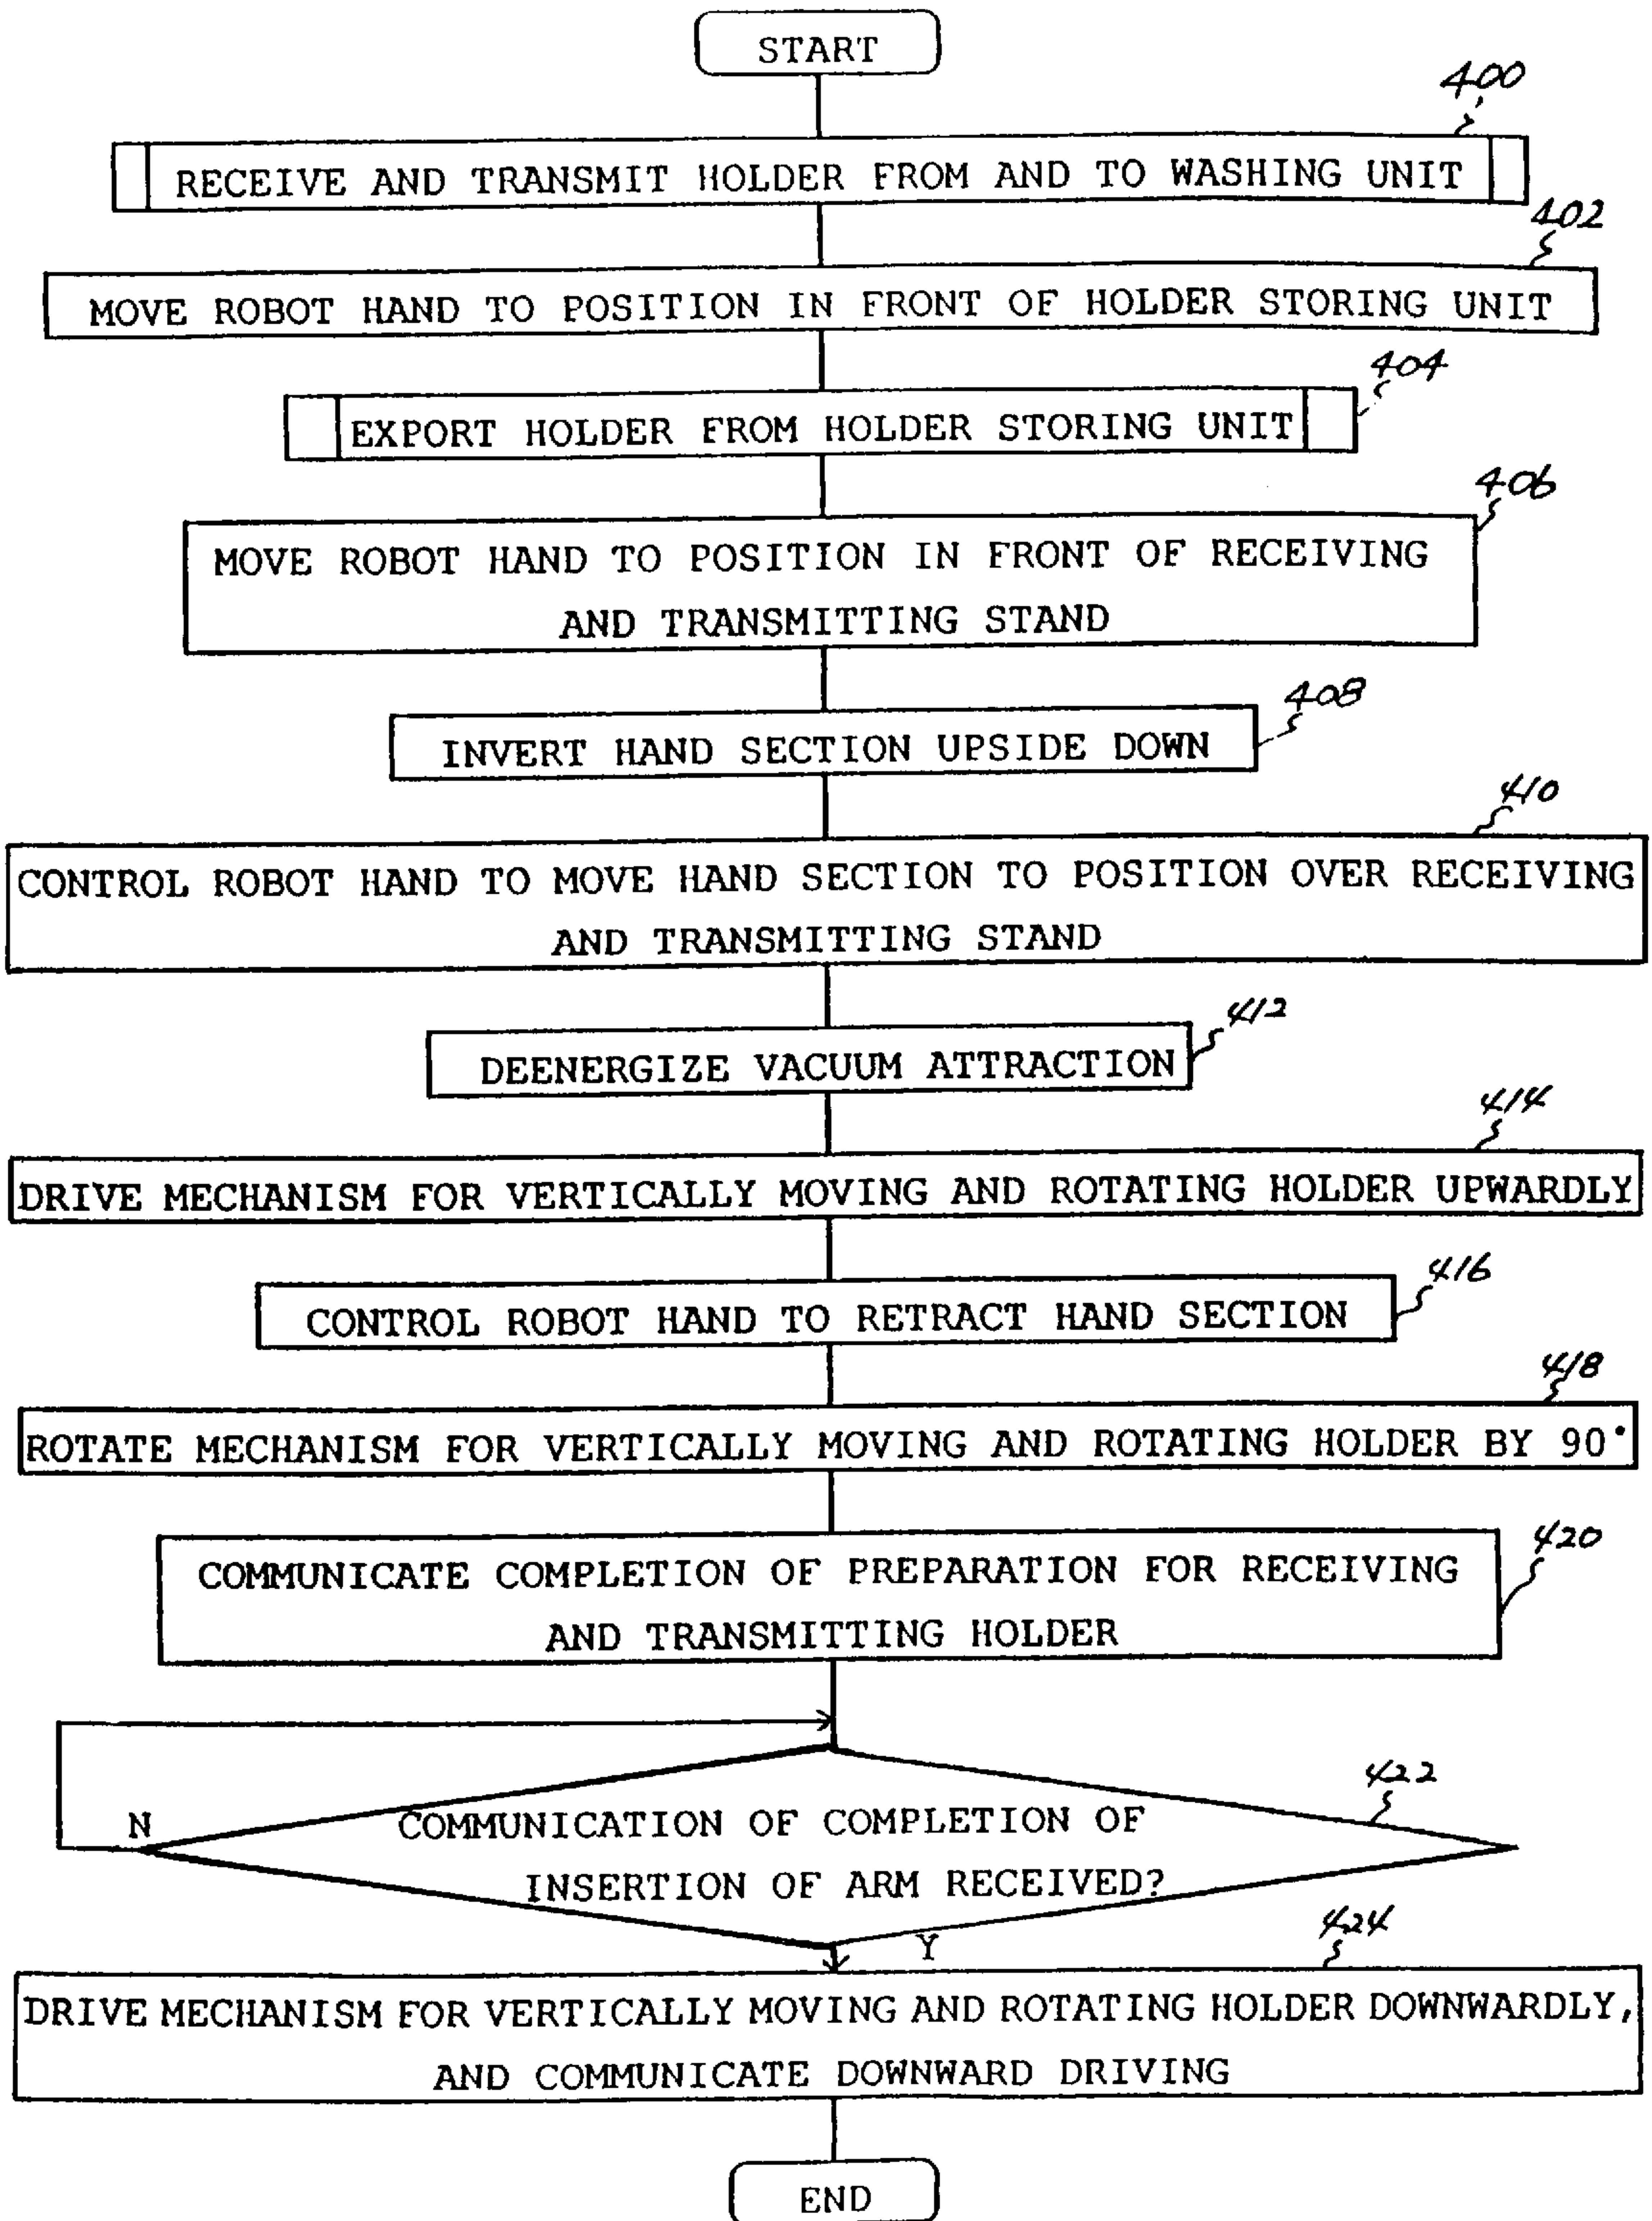 START
400
RECEIVE AND TRANSMIT HOLDER FROM AND TO WASHING UNIT
402
MOVE ROBOT HAND TO POSITION IN FRONT OF HOLDER STORING UNIT
404
EXPORT HOLDER FROM HOLDER STORING UNIT
406
MOVE ROBOT HAND TO POSITION IN FRONT OF RECEIVING
AND TRANSMITTING STAND
408
INVERT HAND SECTION UPSIDE DOWN
410
CONTROL ROBOT HAND TO MOVE HAND SECTION TO POSITION OVER RECEIVING
AND TRANSMITTING STAND
412
DEENERGIZE VACUUM ATTRACTION
414
DRIVE MECHANISM FOR VERTICALLY MOVING AND ROTATING HOLDER UPWARDLY
416
CONTROL ROBOT HAND TO RETRACT HAND SECTION
418
ROTATE MECHANISM FOR VERTICALLY MOVING AND ROTATING HOLDER BY 90°
420
COMMUNICATE COMPLETION OF PREPARATION FOR RECEIVING
AND TRANSMITTING HOLDER
422
N
COMMUNICATION OF COMPLETION OF
INSERTION OF ARM RECEIVED?
Y
424
DRIVE MECHANISM FOR VERTICALLY MOVING AND ROTATING HOLDER DOWNWARDLY,
AND COMMUNICATE DOWNWARD DRIVING
END